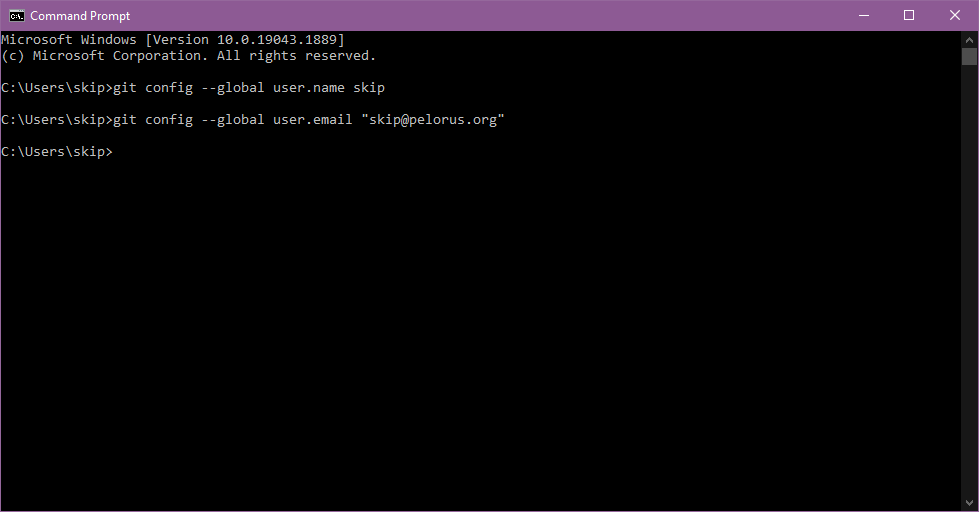 Command Prompt
Microsoft Windows [Version 10.0.19043.1889]
(c) Microsoft Corporation. All rights reserved.
C:\Users\skip>git config --global user.name skip
C:\Users\skip>git config --global user.email "skip@pelorus.org"
C:\Users\skip>